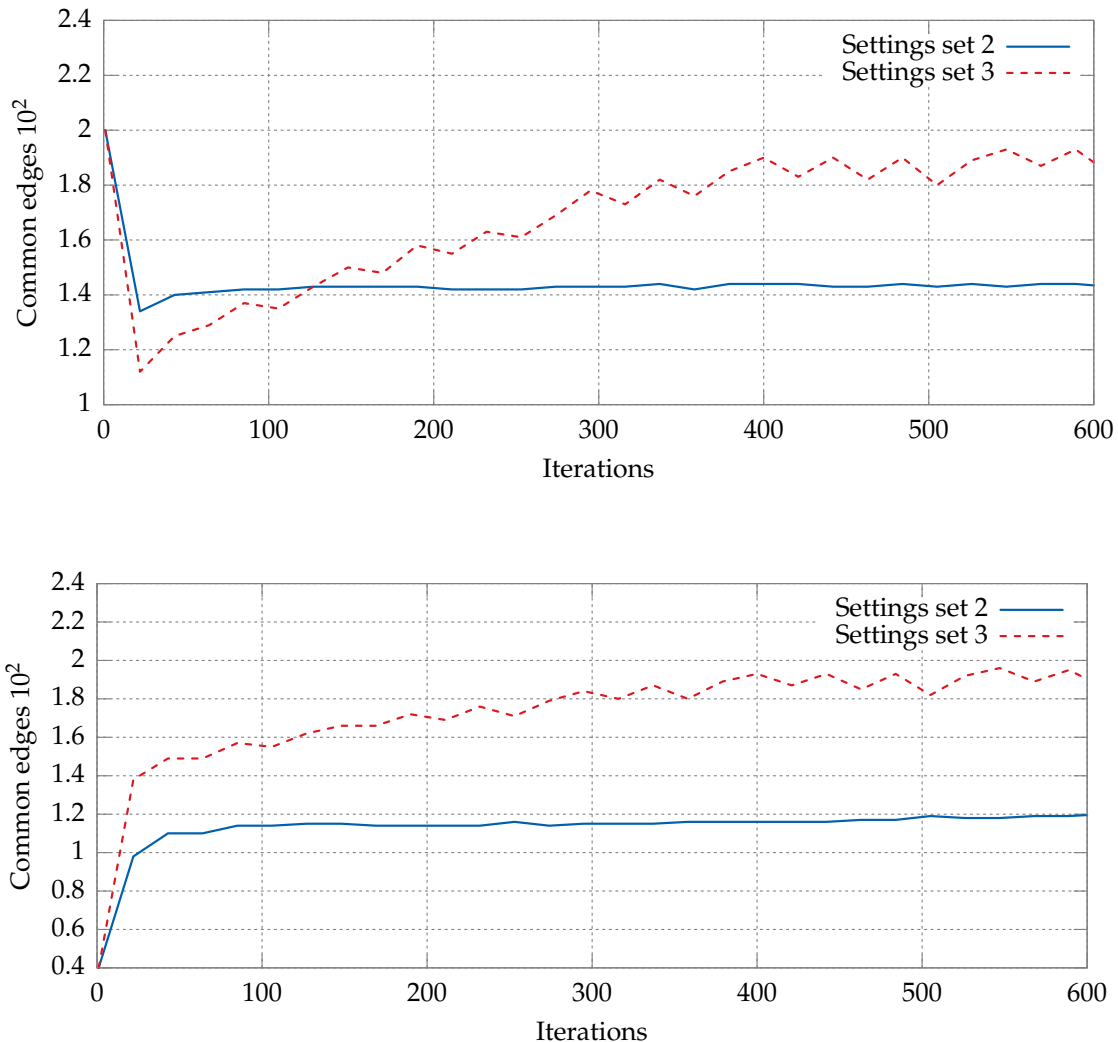 2.4
2.2
2
1.8
1.6
1.4
1.2
1
Common edges 10²
Settings set 2
Settings set 3
0 100 200 300 400 500 600
Iterations
2.4
2.2
2
1.8
1.6
1.4
1.2
1
0.8
0.6
0.4
Common edges 10²
Settings set 2
Settings set 3
0 100 200 300 400 500 600
Iterations